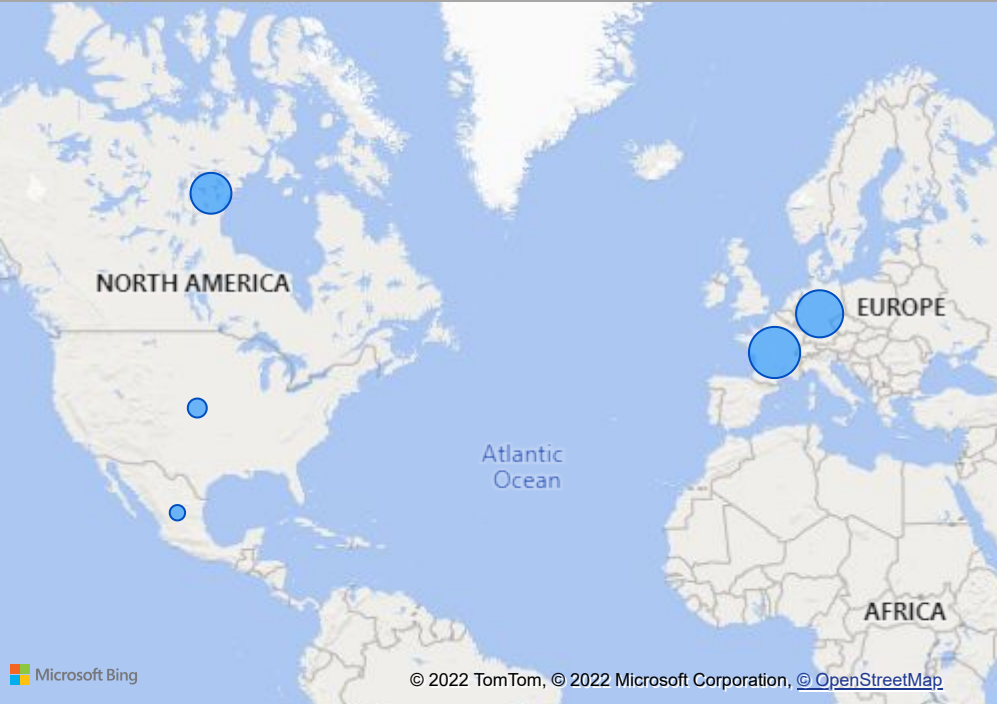 NORTH AMERICA
EUROPE
Atlantic
Ocean
AFRICA
Microsoft Bing
© 2022 TomTom, © 2022 Microsoft Corporation, © OpenStreetMap